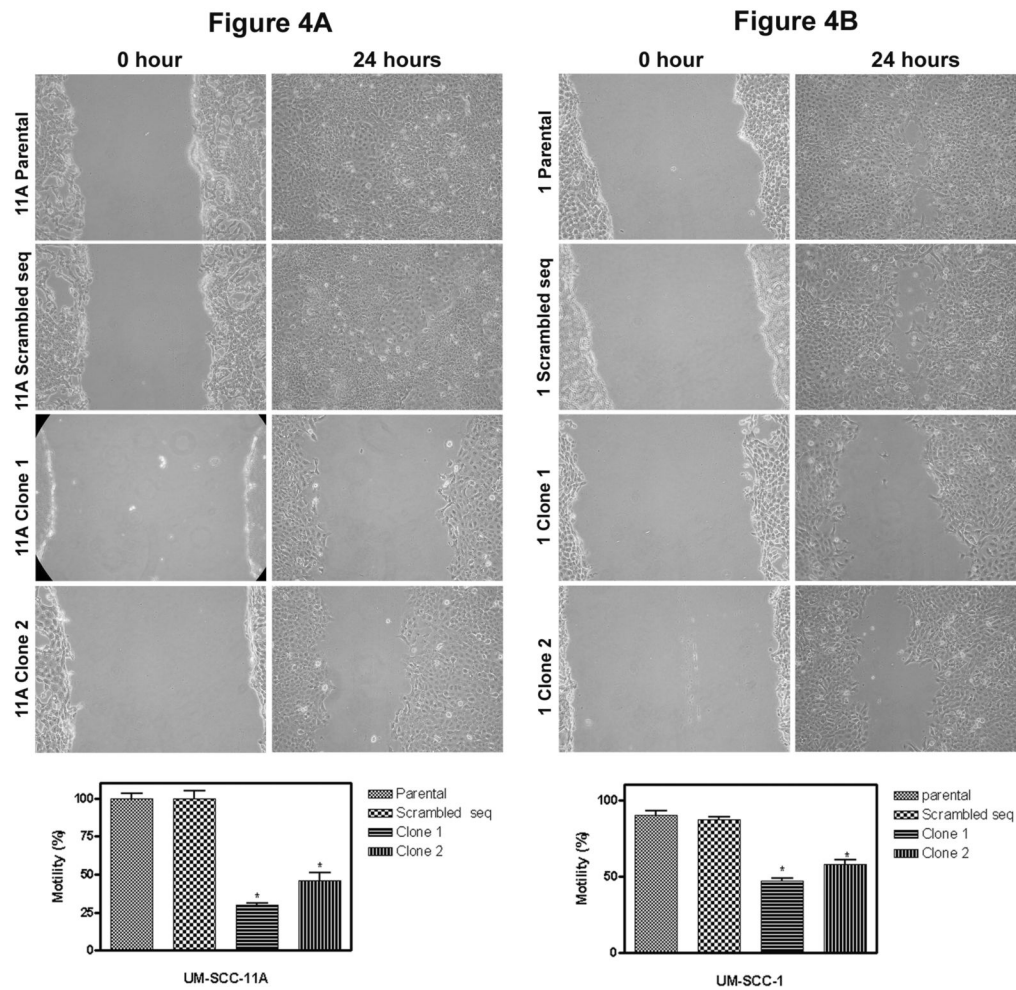 Figure 4A
0 hour 24 hours
11A Parental
11A Scrambled seq
11A Clone 1
11A Clone 2
Motility (%)
100
75
50
25
0
UM-SCC-11A
Parental
Scrambled seq
Clone 1
Clone 2
*
*
Figure 4B
0 hour 24 hours
1 Parental
1 Scrambled seq
1 Clone 1
1 Clone 2
Motility (%)
100
50
0
UM-SCC-1
parental
Scrambled seq
Clone 1
Clone 2
*
*